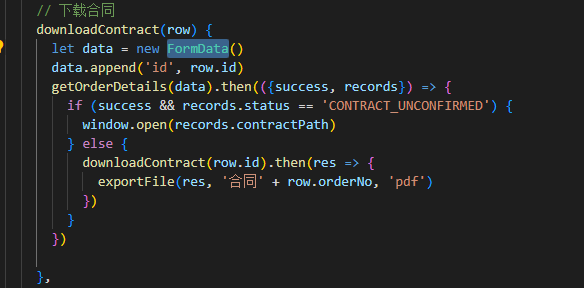 // 下载合同
downloadContract(row) {
let data = new FormData()
data.append('id', row.id)
getOrderDetails(data).then(({success, records}) => {
if (success && records.status == 'CONTRACT_UNCONFIRMED') {
window.open(records.contractPath)
} else {
downloadContract(row.id).then(res => {
exportFile(res, '合同' + row.orderNo, 'pdf')
})
}
})
},